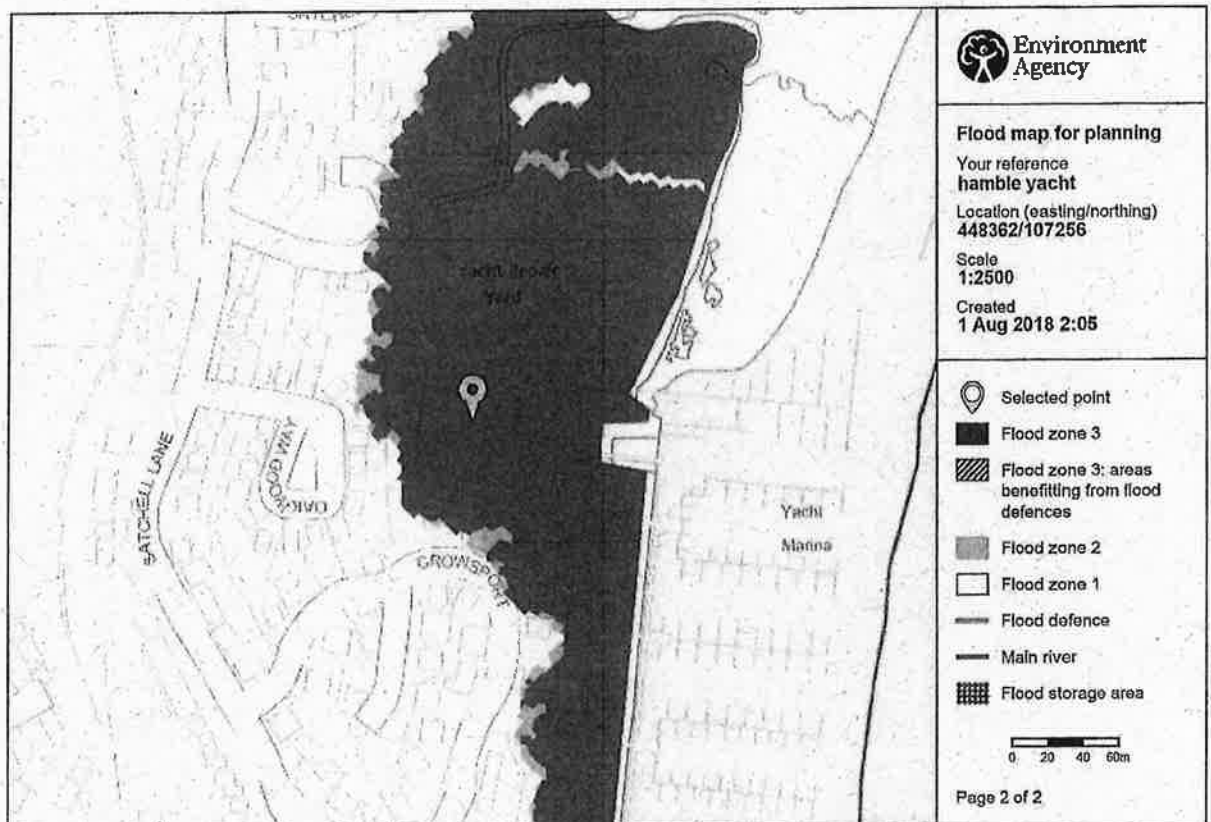 SATCHELL LANE
OAKWOOD WAY
CROWSPORT
Yacht
Marina
Environment
Agency
Flood map for planning
Your reference
hamble yacht
Location (easting/northing)
448362/107256
Scale
1:2500
Created
1 Aug 2018 2:05
Selected point
Flood zone 3
Flood zone 3: areas
benefitting from flood
defences
Flood zone 2
Flood zone 1
Flood defence
Main river
Flood storage area
0 20 40 60m
Page 2 of 2